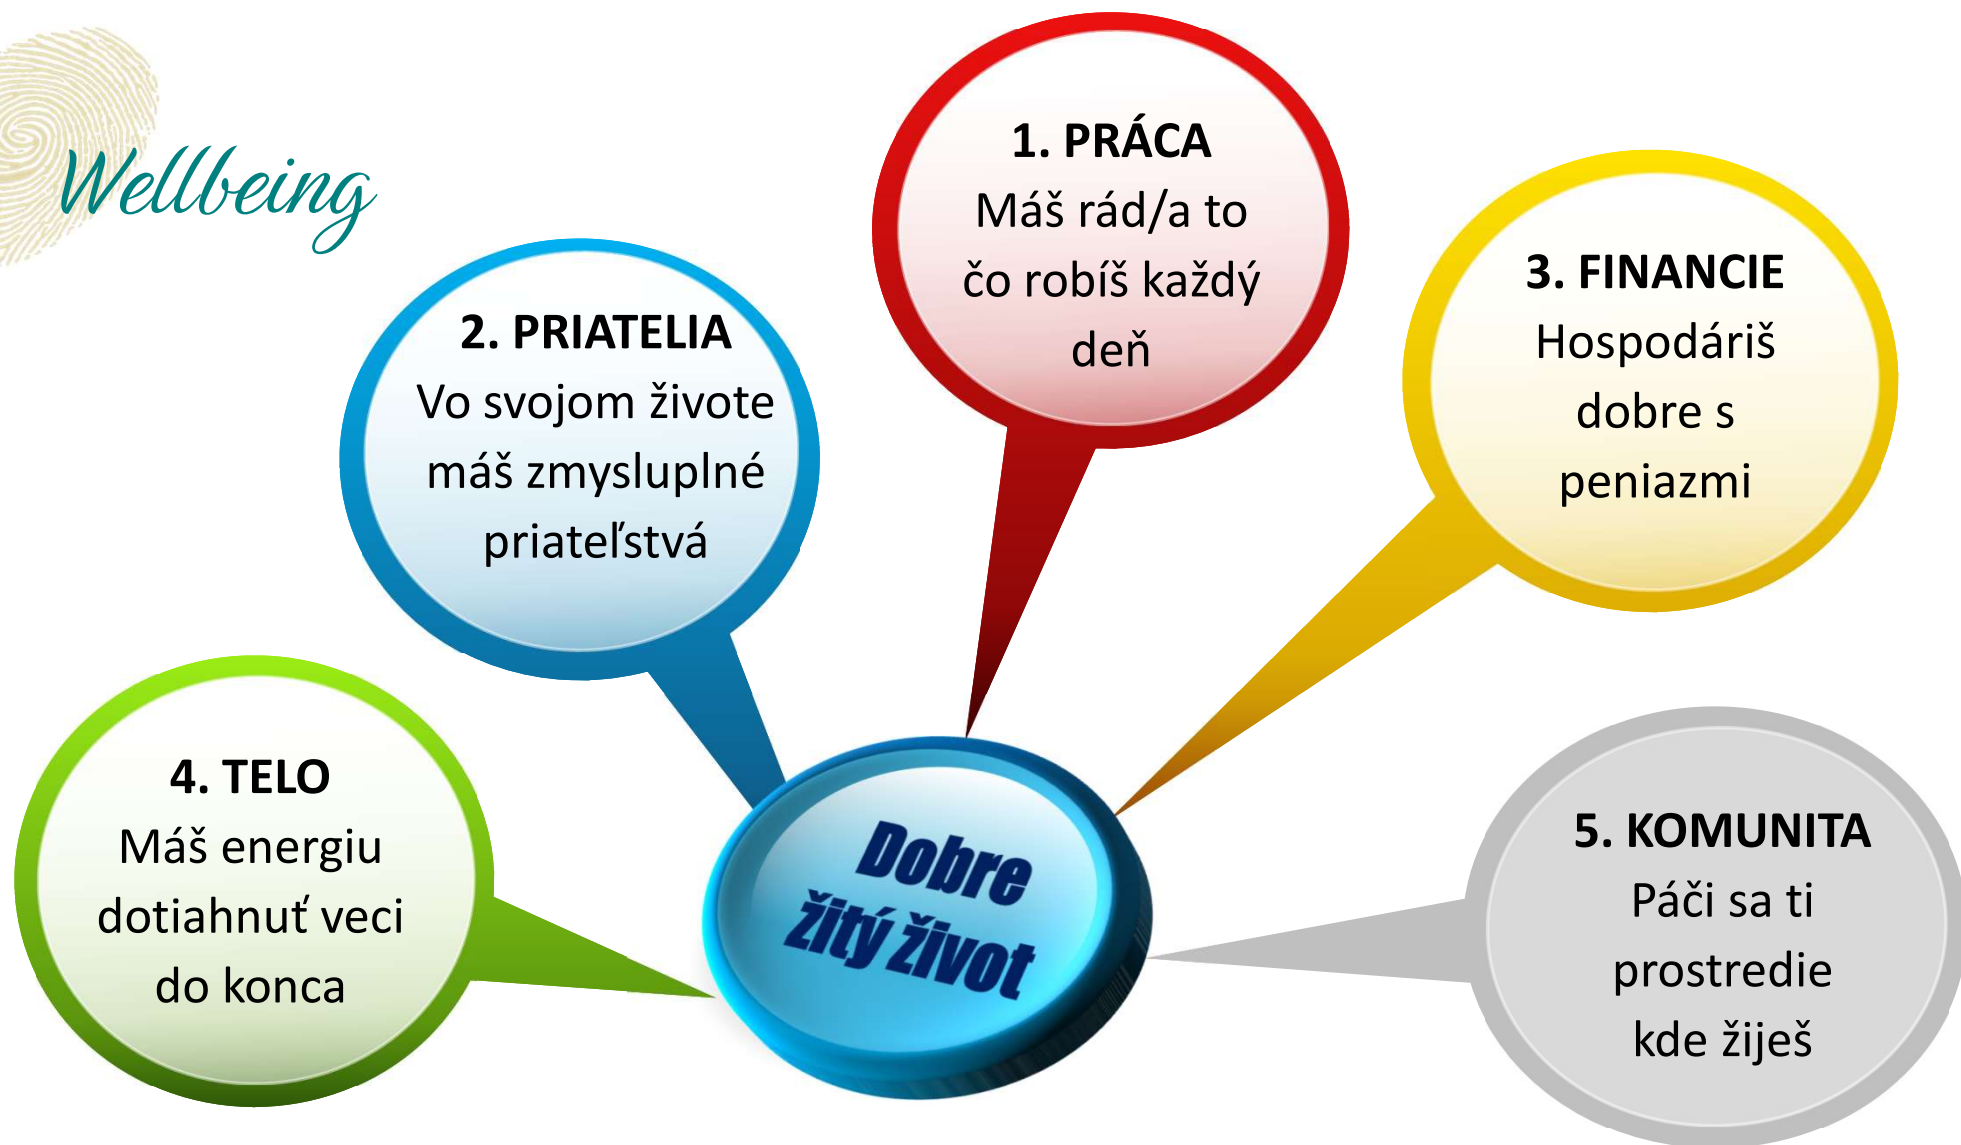 Wellbeing
1. PRÁCA
Máš rád/a to
čo robíš každý
deň
2. PRIATELIA
Vo svojom živote
máš zmysluplné
priateľstvá
3. FINANCIE
Hospodáriš
dobre s
peniazmi
4. TELO
Máš energiu
dotiahnuť veci
do konca
5. KOMUNITA
Páči sa ti
prostredie
kde žiješ
Dobre
žitý život